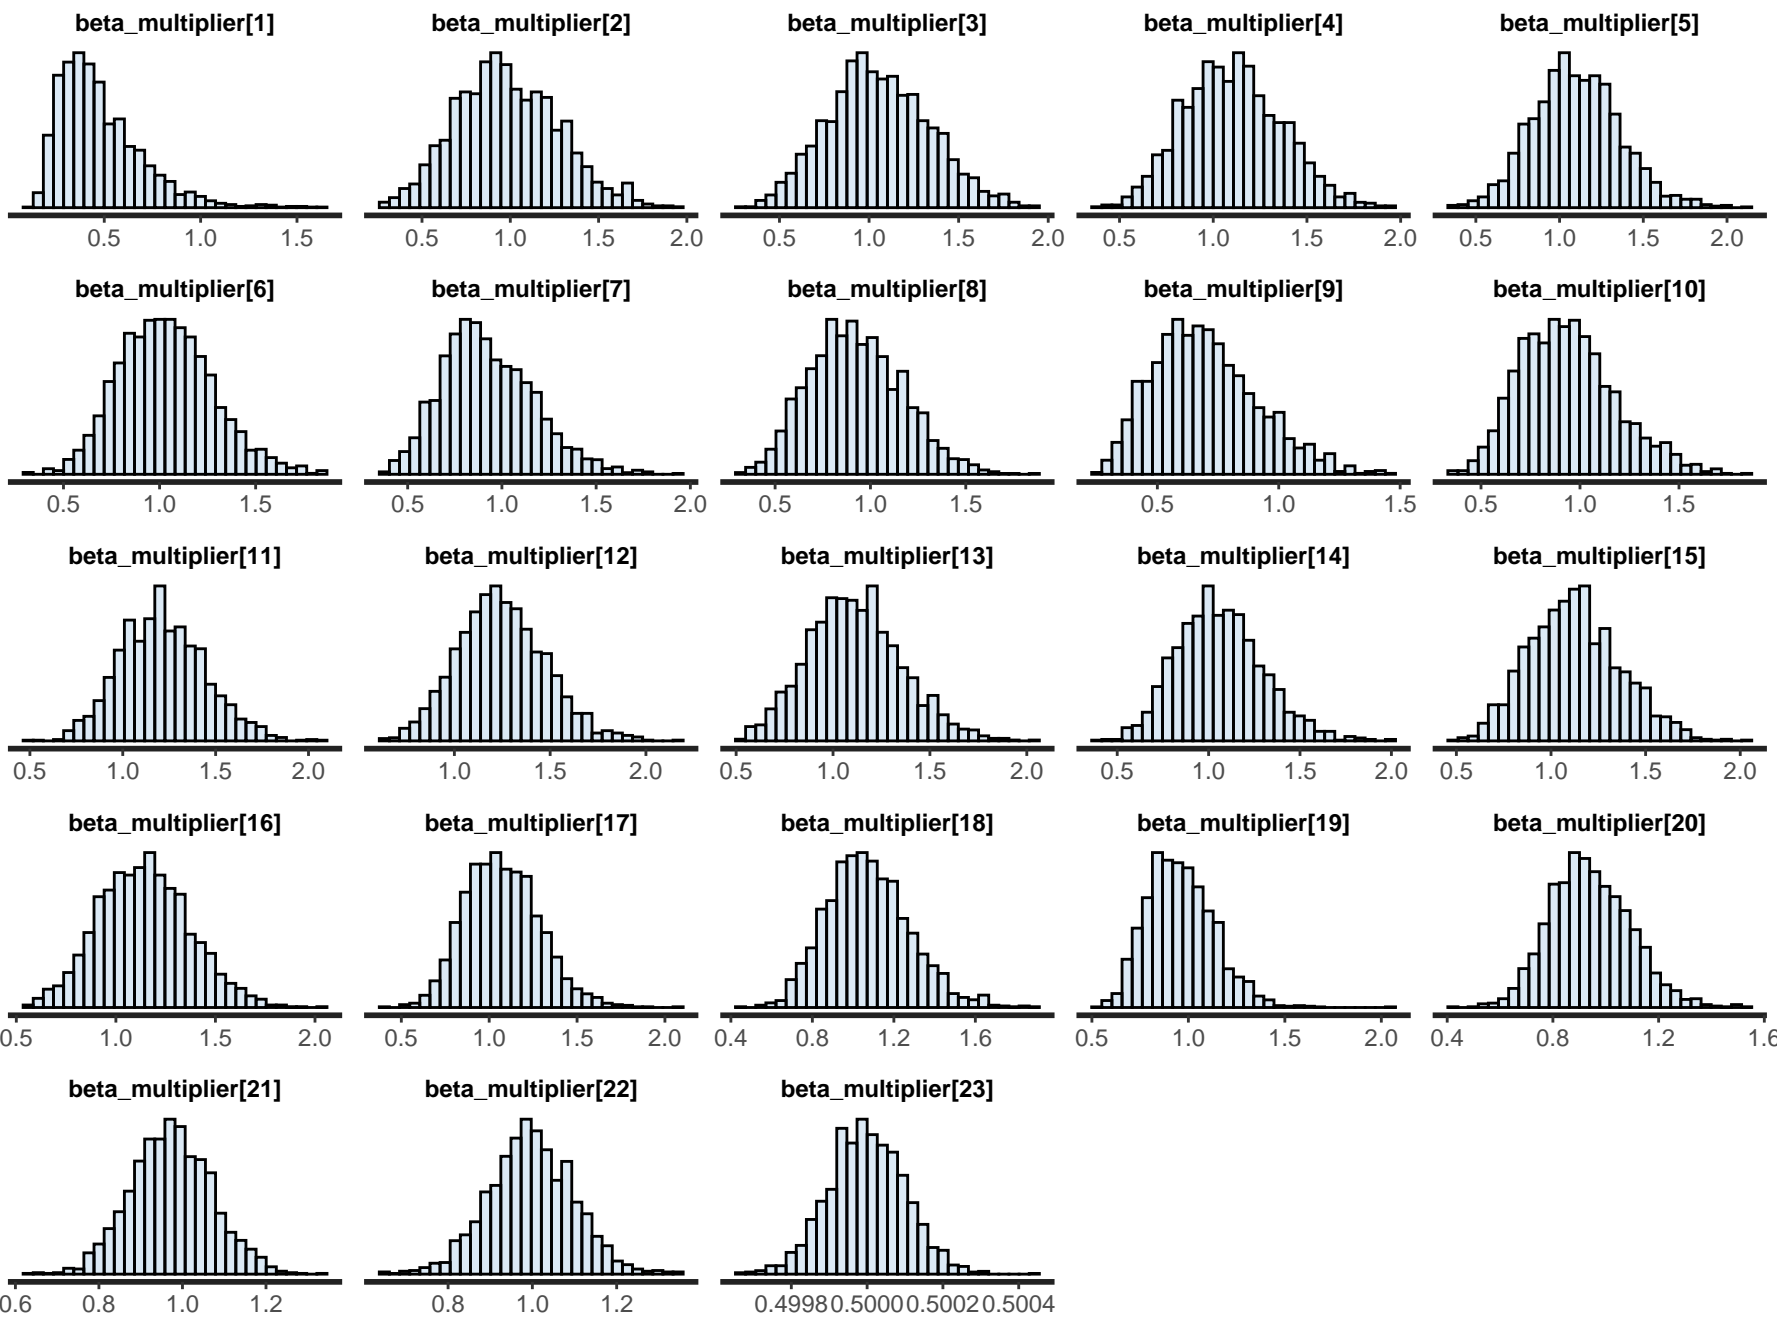 beta_multiplier[1] beta_multiplier[2] beta_multiplier[3] beta_multiplier[4] beta_multiplier[5]
0.5 1.0 1.5 0.5 1.0 1.5 2.0 0.5 1.0 1.5 2.0 0.5 1.0 1.5 2.0 0.5 1.0 1.5 2.0
beta_multiplier[6] beta_multiplier[7] beta_multiplier[8] beta_multiplier[9] beta_multiplier[10]
0.5 1.0 1.5 0.5 1.0 1.5 2.0 0.5 1.0 1.5 0.5 1.0 1.5 0.5 1.0 1.5
beta_multiplier[11] beta_multiplier[12] beta_multiplier[13] beta_multiplier[14] beta_multiplier[15]
0.5 1.0 1.5 2.0 1.0 1.5 2.0 0.5 1.0 1.5 2.0 0.5 1.0 1.5 2.0 0.5 1.0 1.5 2.0
beta_multiplier[16] beta_multiplier[17] beta_multiplier[18] beta_multiplier[19] beta_multiplier[20]
0.5 1.0 1.5 2.0 0.5 1.0 1.5 2.0 0.4 0.8 1.2 1.6 0.5 1.0 1.5 2.0 0.4 0.8 1.2 1.6
beta_multiplier[21] beta_multiplier[22] beta_multiplier[23]
0.6 0.8 1.0 1.2 0.8 1.0 1.2 0.4998 0.5000 0.5002 0.5004